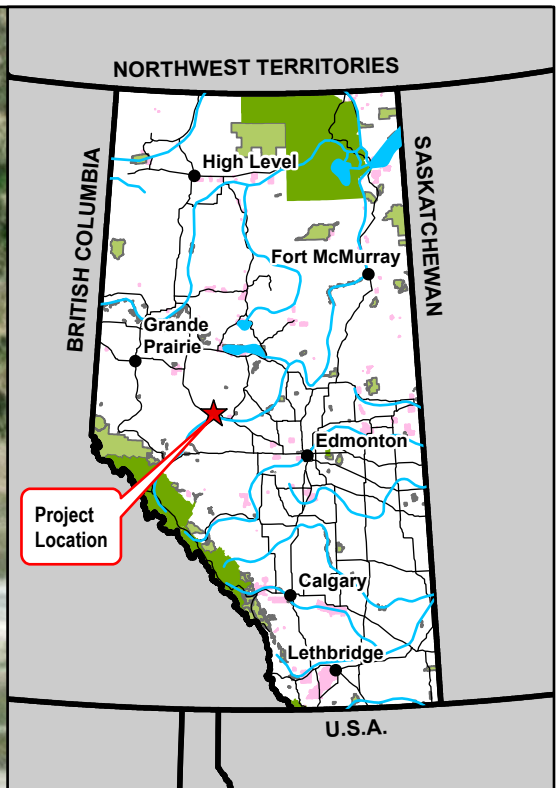 NORTHWEST TERRITORIES
BRITISH COLUMBIA
SASKATCHEWAN
High Level
Fort McMurray
Grande
Prairie
Edmonton
Project
Location
Calgary
Lethbridge
U.S.A.